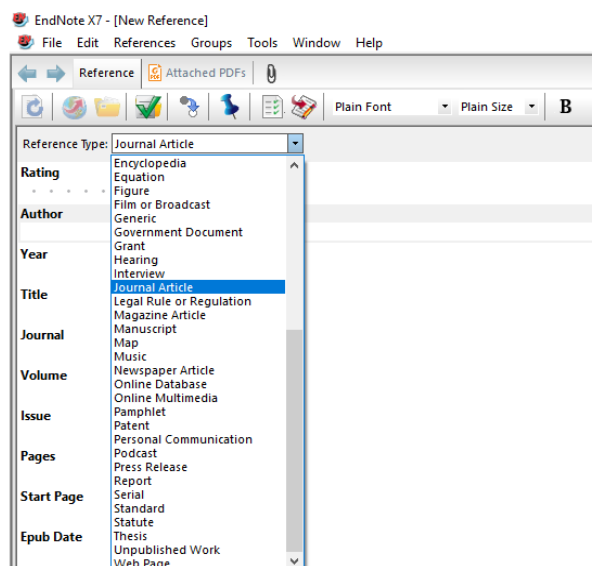 EndNote X7 - [New Reference]
File Edit References Groups Tools Window Help
Reference Attached PDFs
Plain Font Plain Size B
Reference Type: Journal Article
Rating
Author
Year
Title
Journal
Volume
Issue
Pages
Start Page
Epub Date
Encyclopedia
Equation
Figure
Film or Broadcast
Generic
Government Document
Grant
Hearing
Interview
Journal Article
Legal Rule or Regulation
Magazine Article
Manuscript
Map
Music
Newspaper Article
Online Database
Online Multimedia
Pamphlet
Patent
Personal Communication
Podcast
Press Release
Report
Serial
Standard
Statute
Thesis
Unpublished Work
Web Page